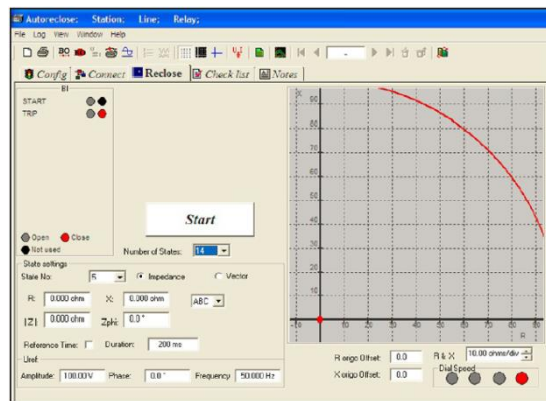 Autoreclose; Station: Line; Relay;
File Log View Window Help
Config Connect Reclose Check list Notes
BI
START
TRIP
Open Close
Not used
Start
Number of States: 14
State settings
State No: Impedance Vector
R: 0.000 ohm X: 0.000 ohm ABC
|Z| 0.000 ohm Zphi: 0.0 °
Reference Time: Duration: 200 ms
Uref
Amplitude: 100.00 V Phase: 0.0 ° Frequency 50.000 Hz
X
90
80
70
60
50
40
30
20
10
-10 0 10 20 30 40 50 60 70 80 90
R
R origo Offset: 0.0 R & X 10.00 ohms/div
X origo Offset: 0.0 Dial Speed